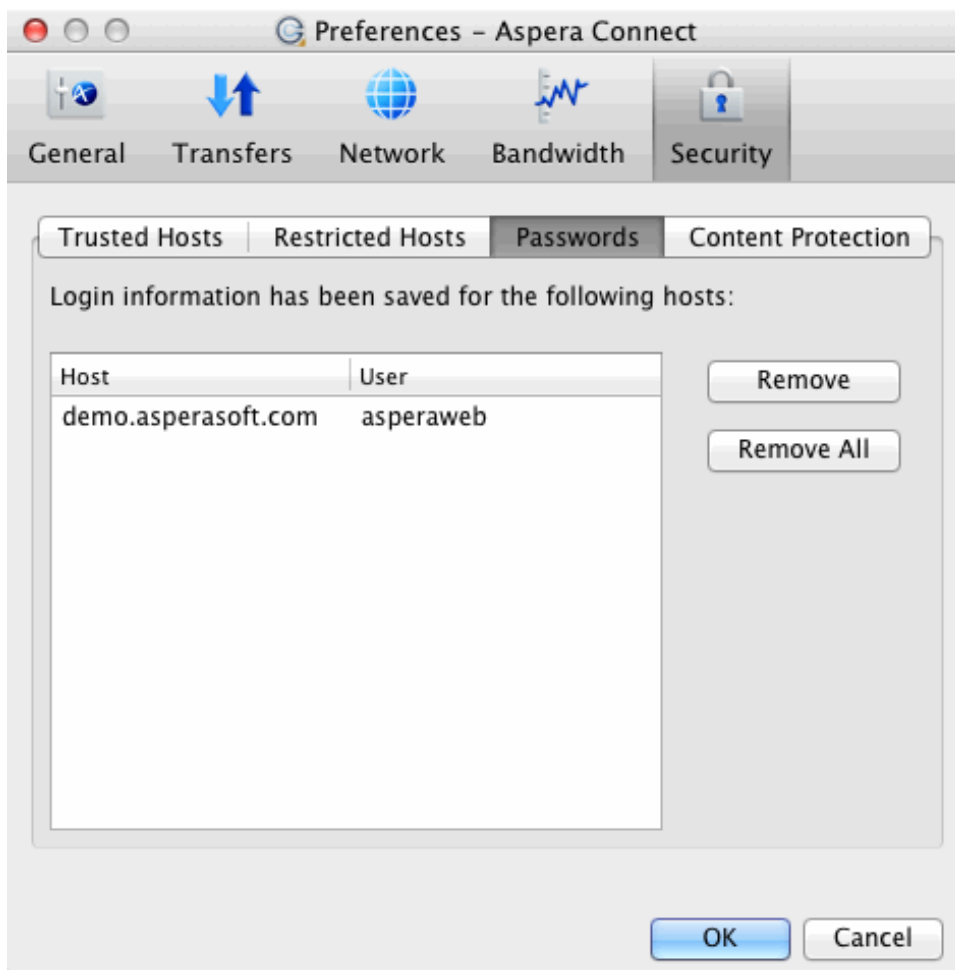 Preferences – Aspera Connect
General Transfers Network Bandwidth Security
Trusted Hosts Restricted Hosts Passwords Content Protection
Login information has been saved for the following hosts:
Host User
demo.asperasoft.com asperaweb
Remove
Remove All
OK Cancel